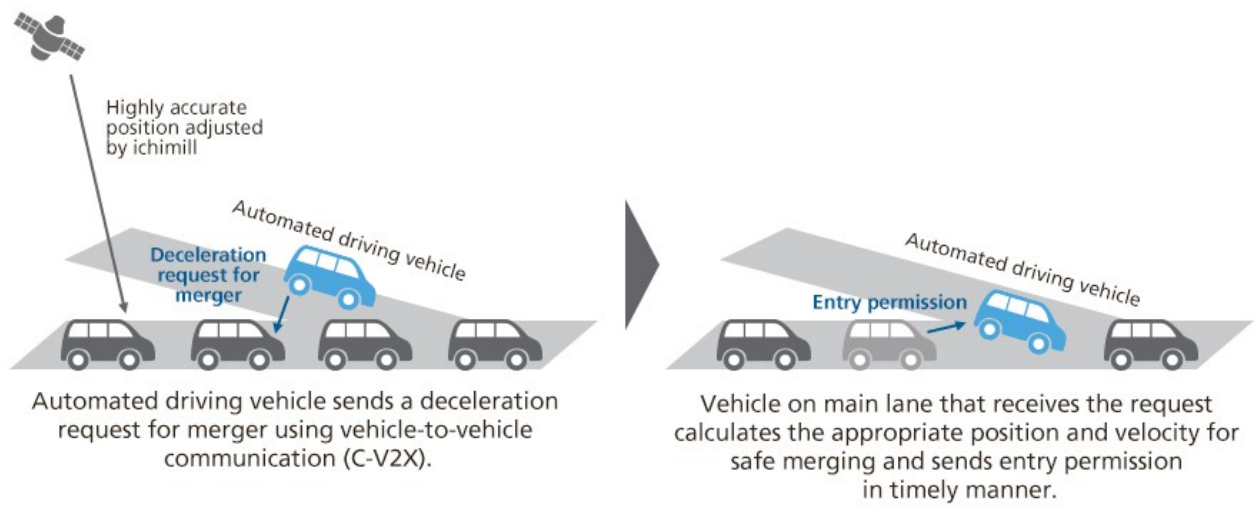 Highly accurate
position adjusted
by ichimill
Automated driving vehicle
Deceleration
request for
merger
Automated driving vehicle sends a deceleration
request for merger using vehicle-to-vehicle
communication (C-V2X).
Automated driving vehicle
Entry permission
Vehicle on main lane that receives the request
calculates the appropriate position and velocity for
safe merging and sends entry permission
in timely manner.